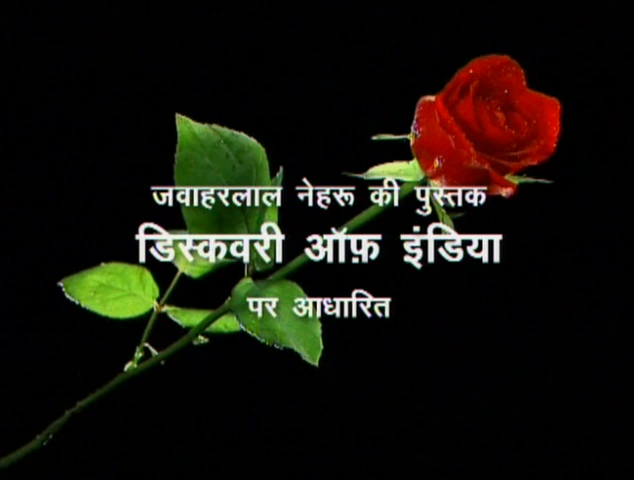 जवाहरलाल नेहरू की पुस्तक
डिस्कवरी ऑफ़ इंडिया
पर आधारित